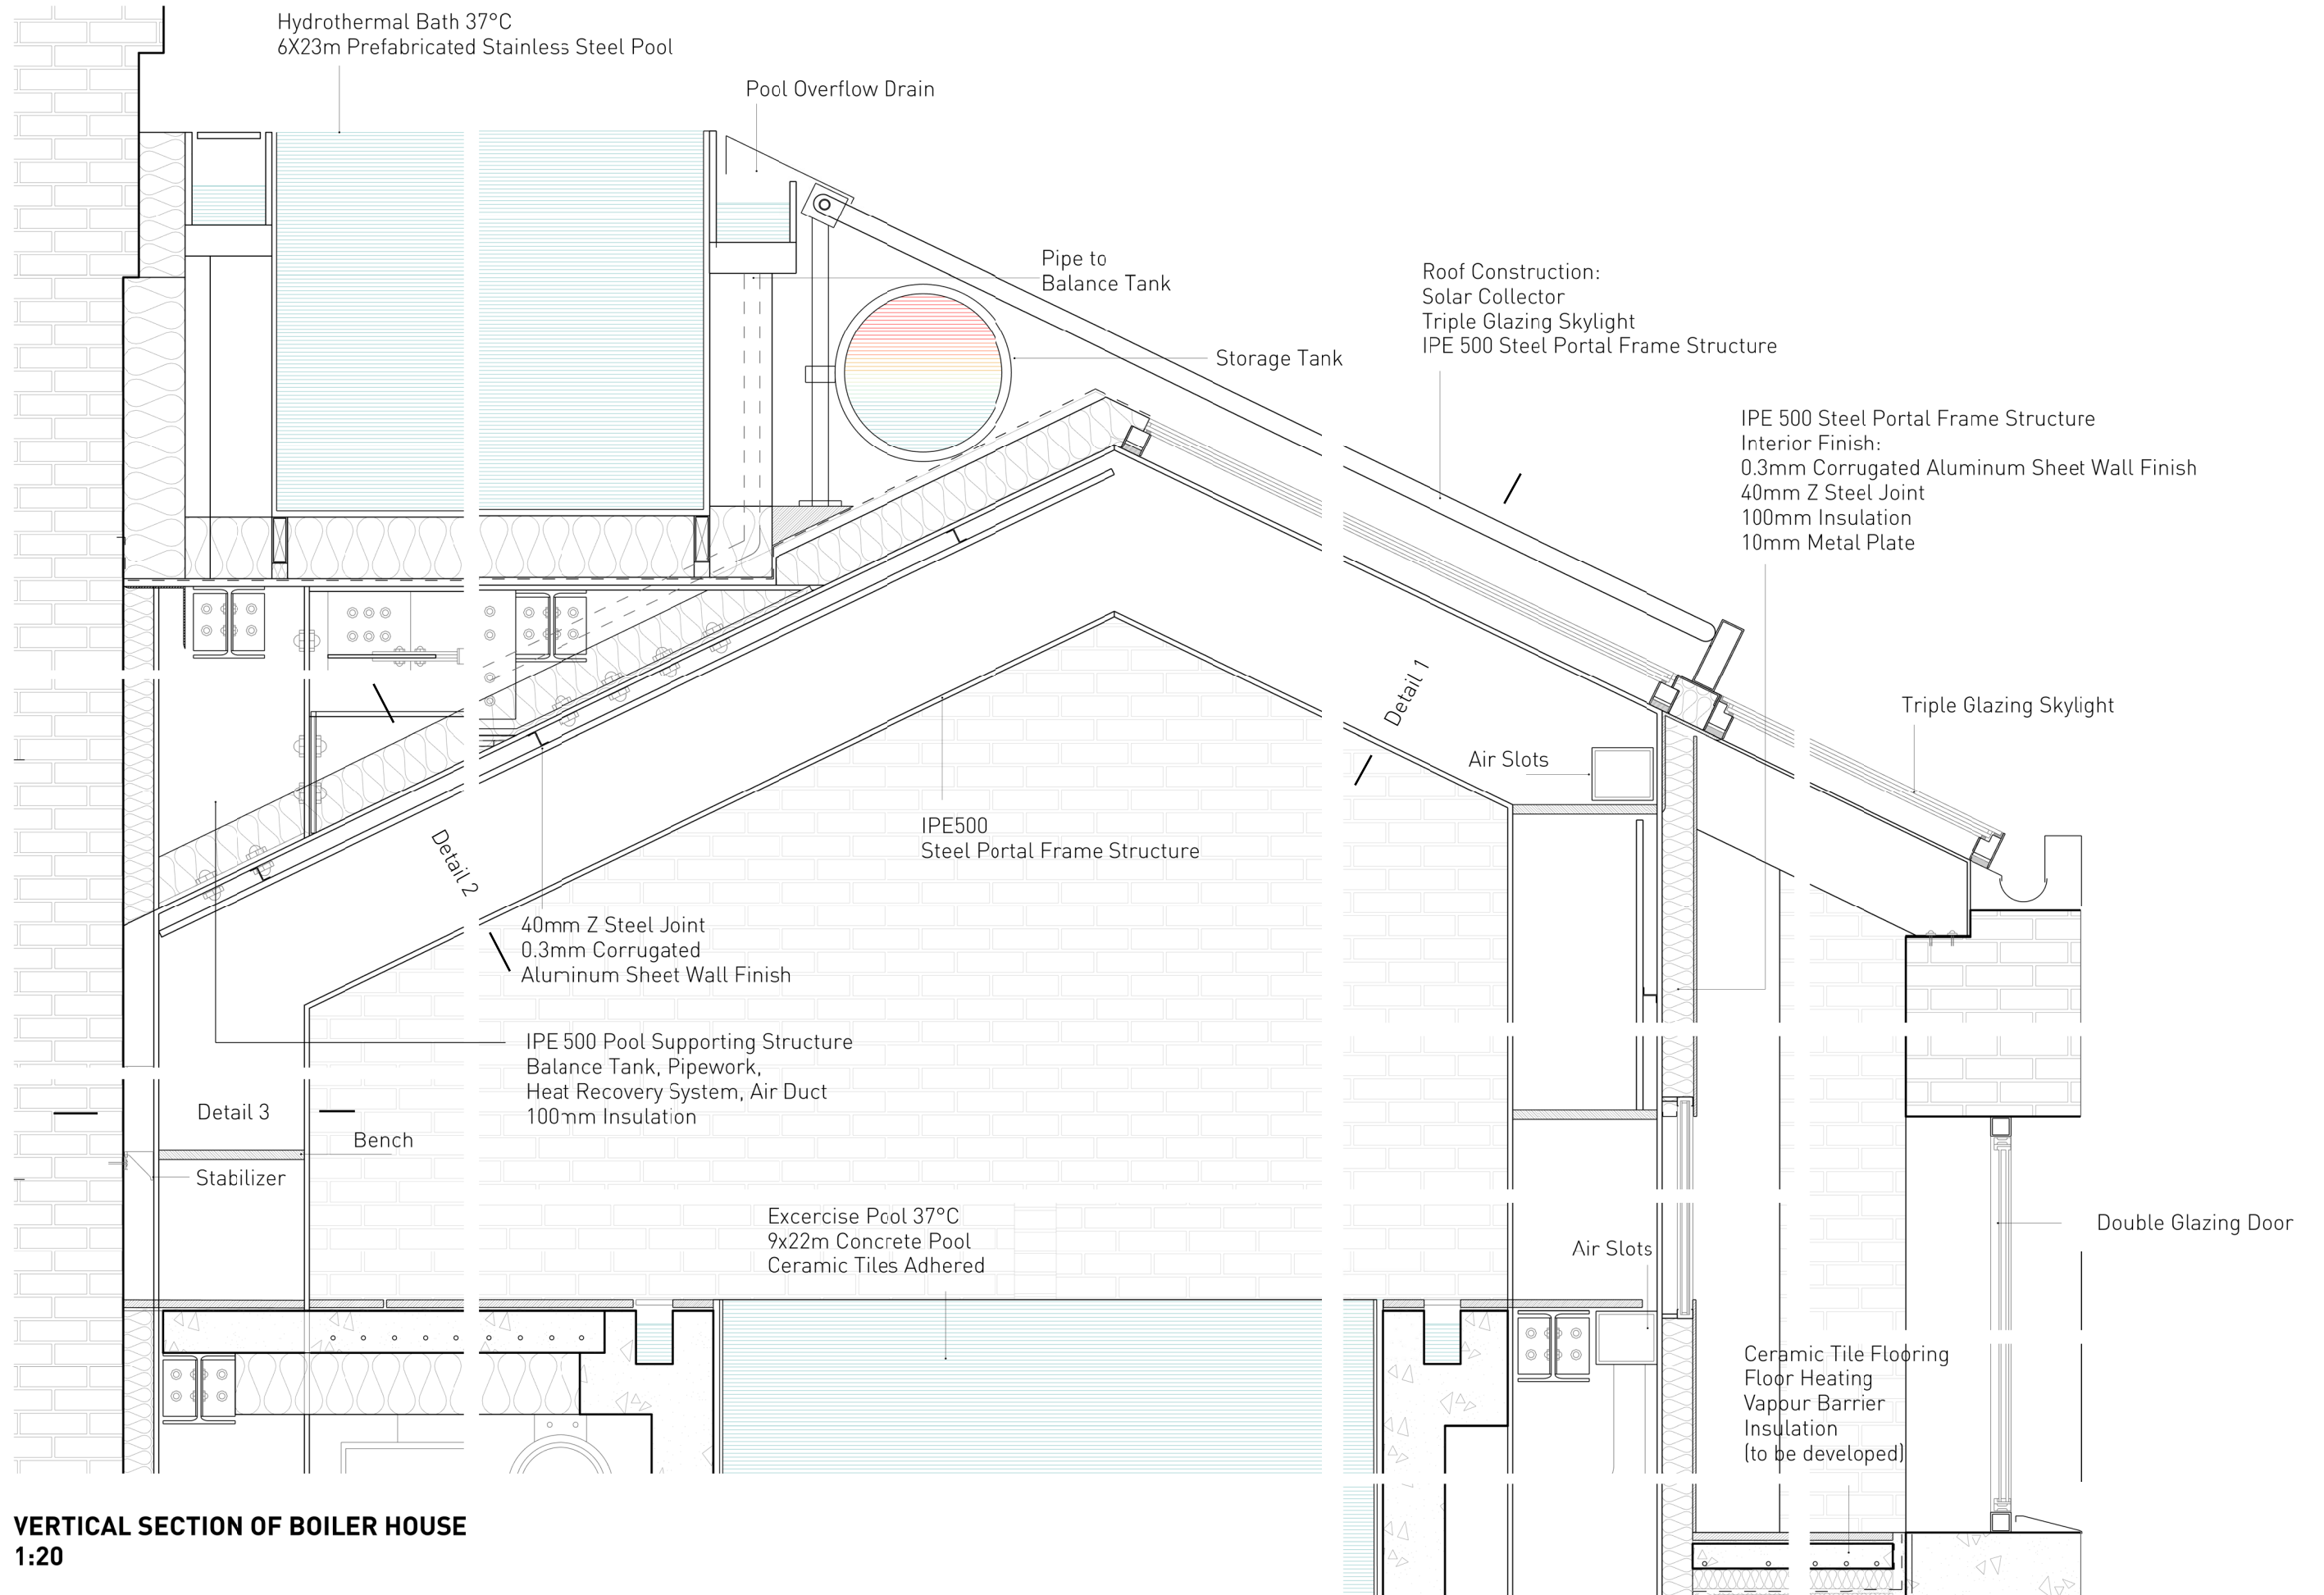 Hydrothermal Bath 37°C
6X23m Prefabricated Stainless Steel Pool
Pool Overflow Drain
Pipe to
Balance Tank
Storage Tank
Roof Construction:
Solar Collector
Triple Glazing Skylight
IPE 500 Steel Portal Frame Structure
IPE 500 Steel Portal Frame Structure
Interior Finish:
0.3mm Corrugated Aluminum Sheet Wall Finish
40mm Z Steel Joint
100mm Insulation
10mm Metal Plate
Detail 1
Triple Glazing Skylight
Air Slots
IPE500
Steel Portal Frame Structure
Detail 2
40mm Z Steel Joint
0.3mm Corrugated
Aluminum Sheet Wall Finish
IPE 500 Pool Supporting Structure
Balance Tank, Pipework,
Heat Recovery System, Air Duct
100mm Insulation
Detail 3
Bench
Stabilizer
Excercise Pool 37°C
9x22m Concrete Pool
Ceramic Tiles Adhered
Air Slots
Double Glazing Door
Ceramic Tile Flooring
Floor Heating
Vapour Barrier
Insulation
(to be developed)
VERTICAL SECTION OF BOILER HOUSE
1:20